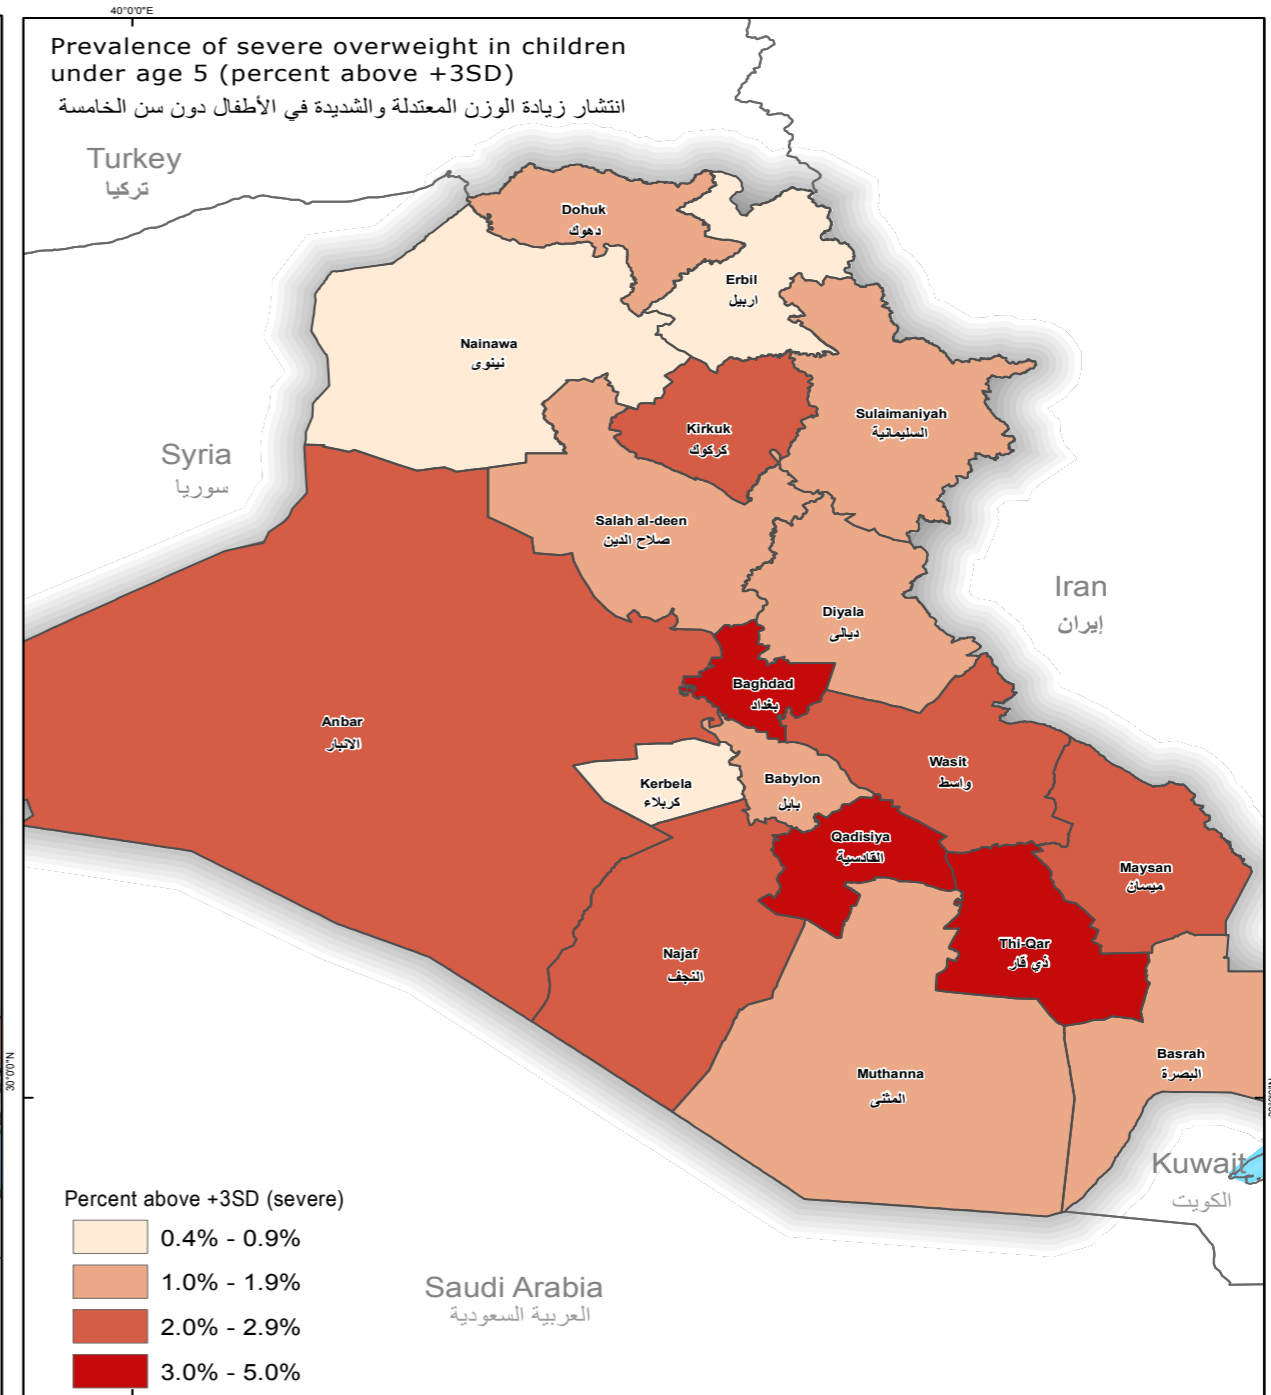 40°0'0"E
Prevalence of severe overweight in children
under age 5 (percent above +3SD)
انتشار زيادة الوزن المعتدلة والشديدة في الأطفال دون سن الخامسة
Turkey
تركيا
Dohuk
دهوك
Erbil
اربيل
Nainawa
نينوى
Kirkuk
كركوك
Sulaimaniyah
السليمانية
Syria
سوريا
Salah al-deen
صلاح الدين
Iran
إيران
Diyala
ديالى
Baghdad
بغداد
Anbar
الانبار
Wasit
واسط
Kerbela
كربلاء
Babylon
بابل
Qadisiya
القادسية
Maysan
ميسان
Thi-Qar
ذي قار
Najaf
النجف
Basrah
البصرة
Muthanna
المثنى
30°0'0"N
Kuwait
الكويت
Percent above +3SD (severe)
0.4% - 0.9%
1.0% - 1.9%
2.0% - 2.9%
3.0% - 5.0%
Saudi Arabia
العربية السعودية